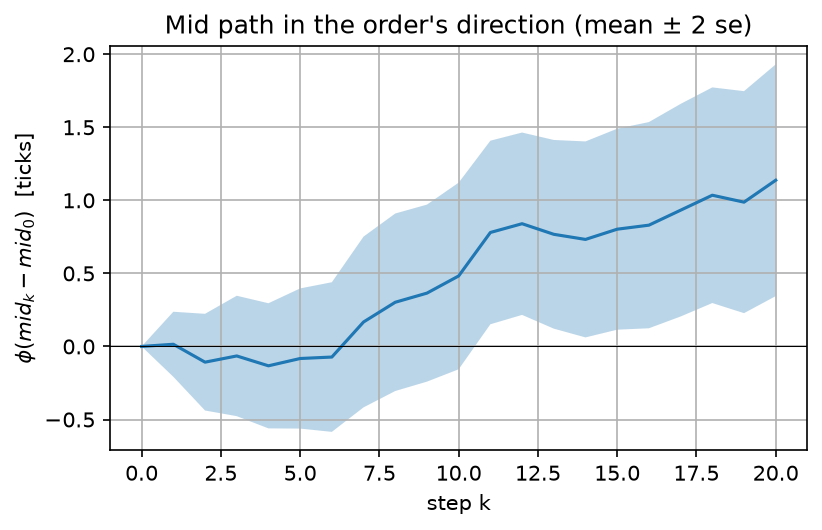 Mid path in the order's direction (mean ± 2 se)
ϕ(mid_k − mid_0) [ticks]
2.0
1.5
1.0
0.5
0.0
−0.5
0.0 2.5 5.0 7.5 10.0 12.5 15.0 17.5 20.0
step k